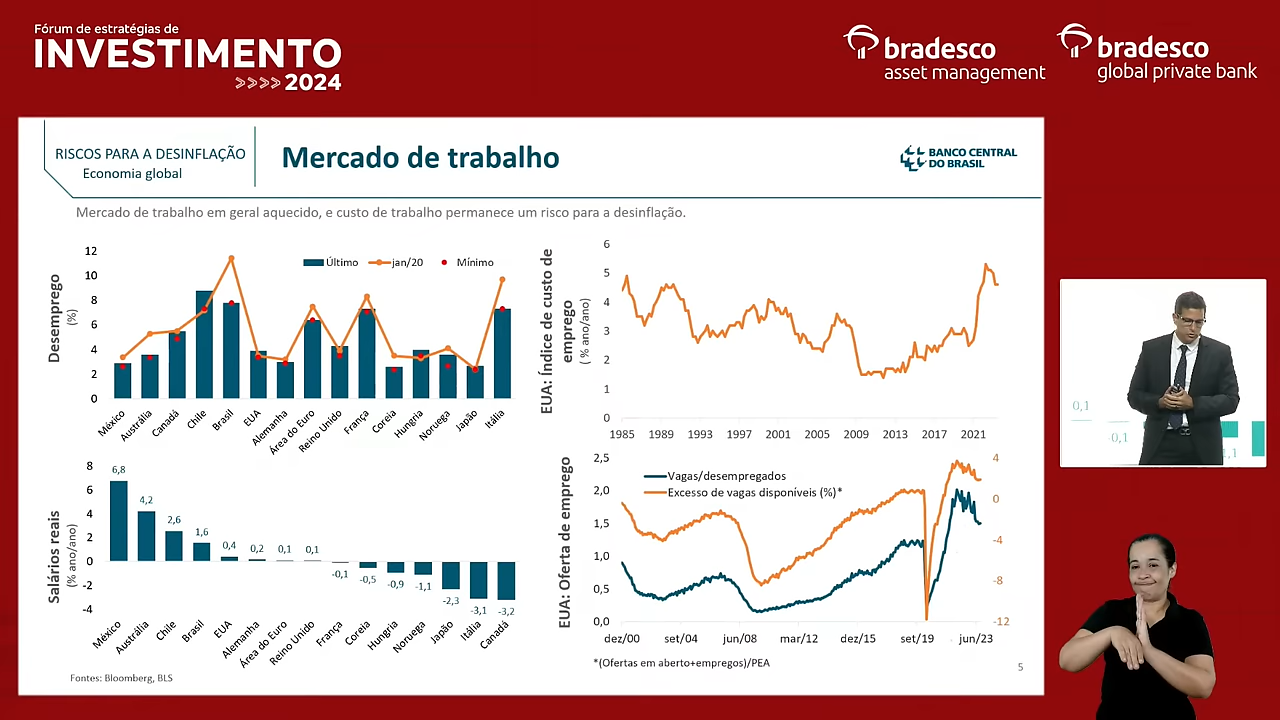 Fórum de estratégias de
INVESTIMENTO
>>>> 2024
bradesco
asset management
bradesco
global private bank
RISCOS PARA A DESINFLAÇÃO
Economia global
Mercado de trabalho
BANCO CENTRAL
DO BRASIL
Mercado de trabalho em geral aquecido, e custo de trabalho permanece um risco para a desinflação.
Desemprego
(%)
12
10
8
6
4
2
0
Último
jan/20
Mínimo
México
Austrália
Canadá
Chile
Brasil
EUA
Alemanha
Área do Euro
Reino Unido
França
Coreia
Hungria
Noruega
Japão
Itália
EUA: Índice de custo de
emprego
( % ano/ano)
6
5
4
3
2
1
0
1985 1989 1993 1997 2001 2005 2009 2013 2017 2021
Salários reais
(% ano/ano)
8
6
4
2
0
-2
-4
6,8
4,2
2,6
1,6
0,4
0,2
0,1
0,1
-0,1
-0,5
-0,9
-1,1
-2,3
-3,1
-3,2
México
Austrália
Chile
Brasil
EUA
Alemanha
Área do Euro
Reino Unido
França
Coreia
Hungria
Noruega
Japão
Itália
Canadá
EUA: Oferta de emprego
2,5
2,0
1,5
1,0
0,5
0,0
Vagas/desempregados
Excesso de vagas disponíveis (%)*
4
0
-4
-8
-12
dez/00 set/04 jun/08 mar/12 dez/15 set/19 jun/23
*(Ofertas em aberto+empregos)/PEA
Fontes: Bloomberg, BLS
5
0,1
-0,1